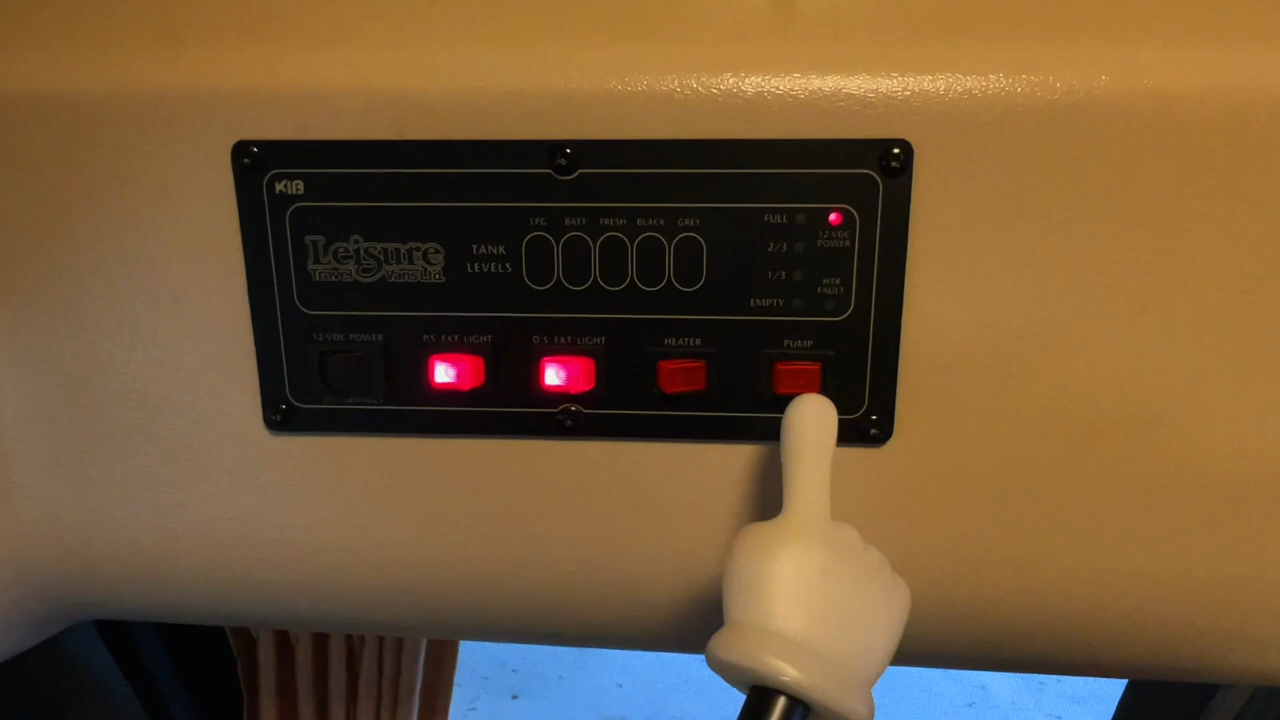 KIB
LPG BATT FRESH BLACK GREY
TANK
LEVELS
Leisure
Travel Vans Ltd.
FULL
2/3
1/3
EMPTY
12 VDC
POWER
HTR
FAULT
12 VDC POWER
P.S. EXT LIGHT
D.S. EXT LIGHT
HEATER
PUMP